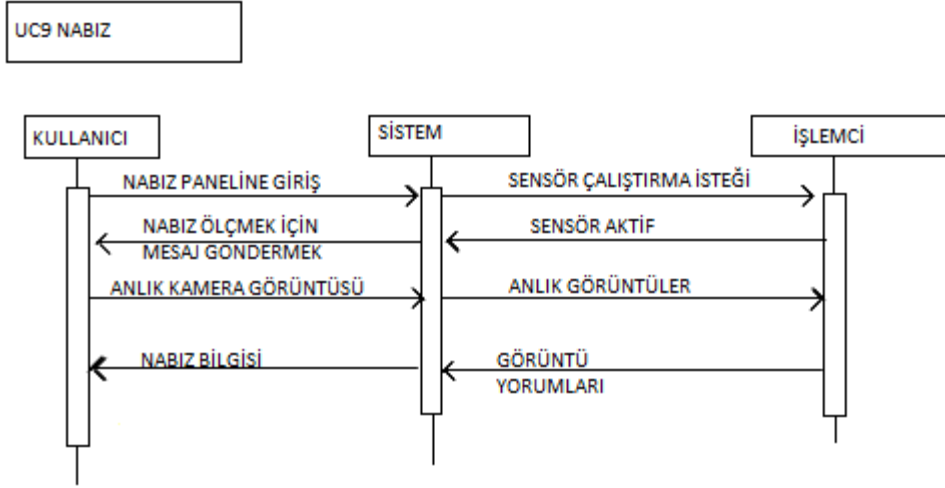 UC9 NABIZ
KULLANICI
SİSTEM
İŞLEMCİ
NABIZ PANELİNE GİRİŞ
SENSÖR ÇALIŞTIRMA İSTEĞİ
NABIZ ÖLÇMEK İÇİN
MESAJ GONDERMEK
SENSÖR AKTİF
ANLIK KAMERA GÖRÜNTÜSÜ
ANLIK GÖRÜNTÜLER
NABIZ BİLGİSİ
GÖRÜNTÜ
YORUMLARI